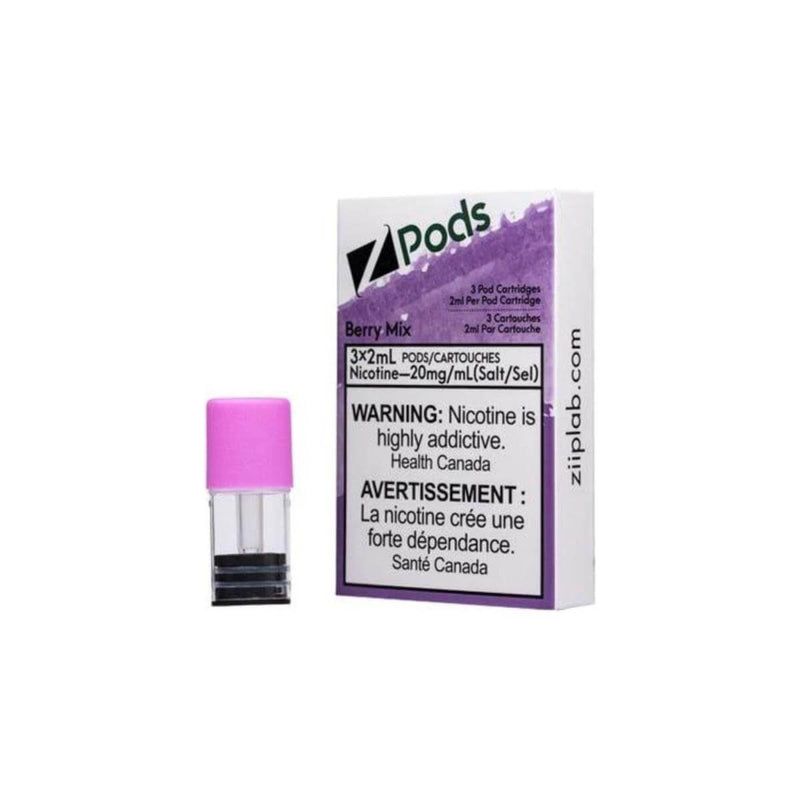 Z Pods
3 Pod Cartridges
2ml Per Pod Cartridge
3 Cartouches
2ml Par Cartouche
Berry Mix
3×2mL PODS/CARTOUCHES
Nicotine—20mg/mL(Salt/Sel)
WARNING: Nicotine is
highly addictive.
Health Canada
AVERTISSEMENT :
La nicotine crée une
forte dépendance.
Santé Canada
ziiplab.com